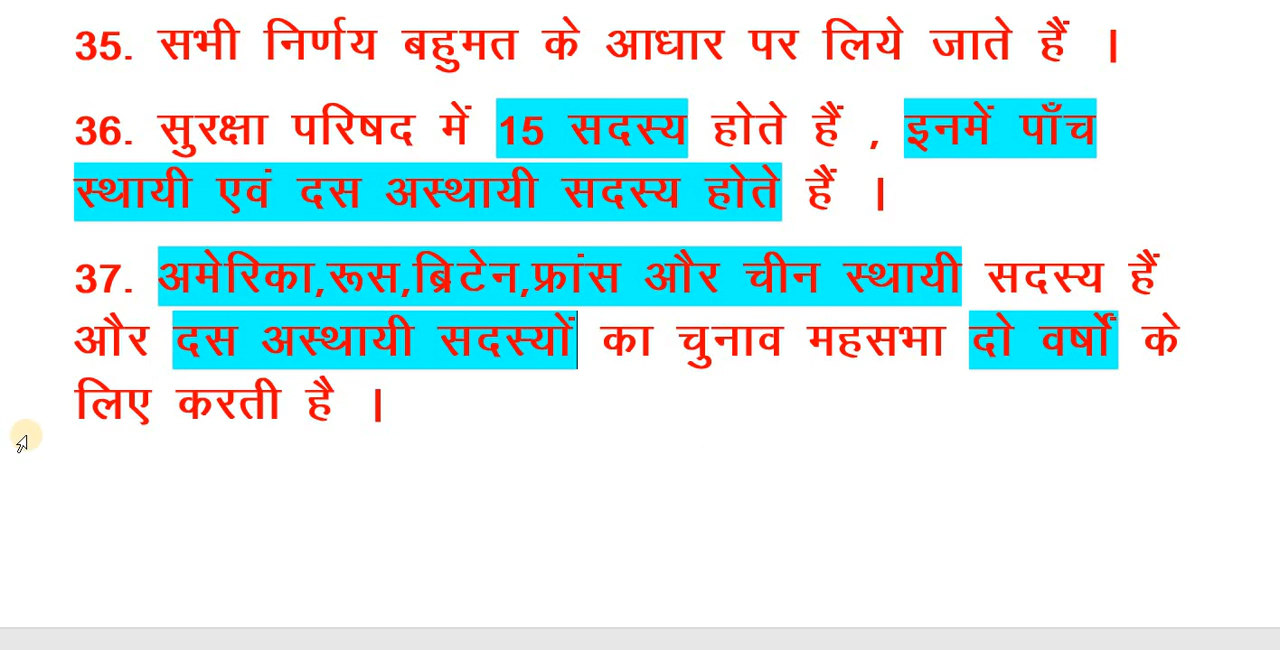 35. सभी निर्णय बहुमत के आधार पर लिये जाते हैं ।
36. सुरक्षा परिषद में 15 सदस्य होते हैं , इनमें पाँच
स्थायी एवं दस अस्थायी सदस्य होते हैं ।
37. अमेरिका,रूस,ब्रिटेन,फ्रांस और चीन स्थायी सदस्य हैं
और दस अस्थायी सदस्यों का चुनाव महसभा दो वर्षों के
लिए करती है ।